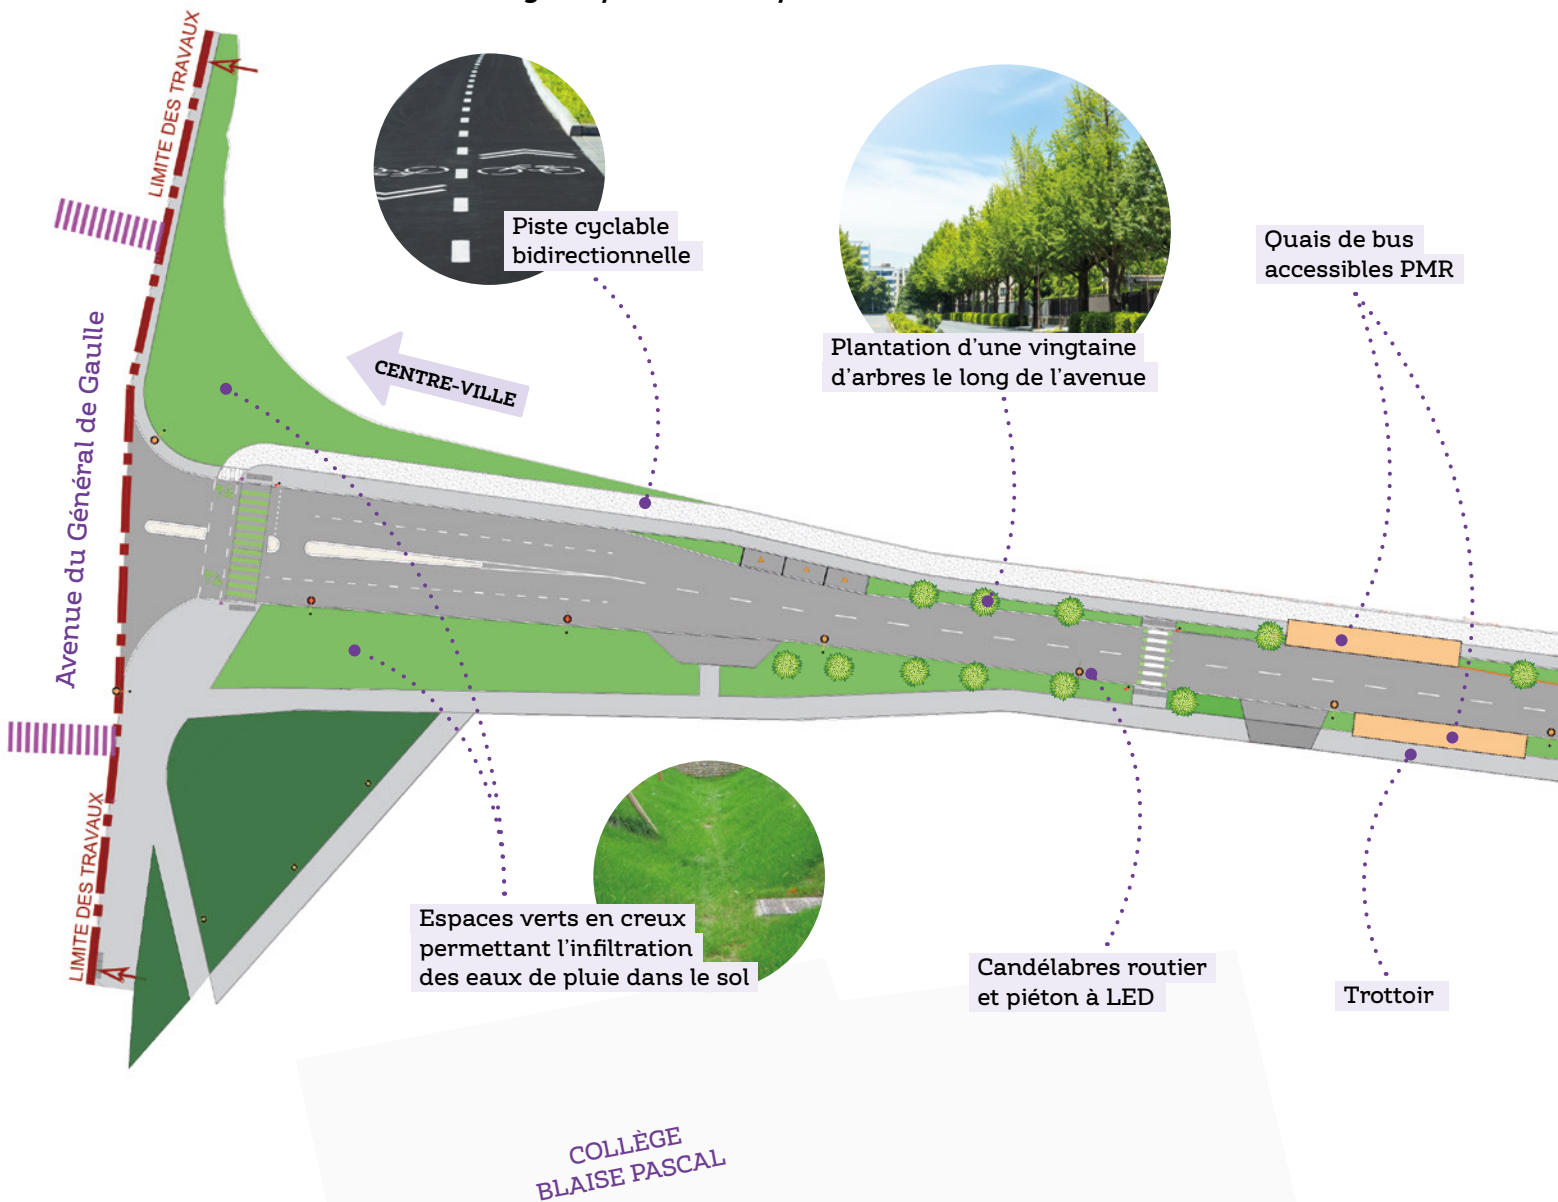 LIMITE DES TRAVAUX
Piste cyclable
bidirectionnelle
Quais de bus
accessibles PMR
Avenue du Général de Gaulle
CENTRE-VILLE
Plantation d’une vingtaine
d’arbres le long de l’avenue
LIMITE DES TRAVAUX
Espaces verts en creux
permettant l’infiltration
des eaux de pluie dans le sol
Candélabres routier
et piéton à LED
Trottoir
COLLÈGE
BLAISE PASCAL